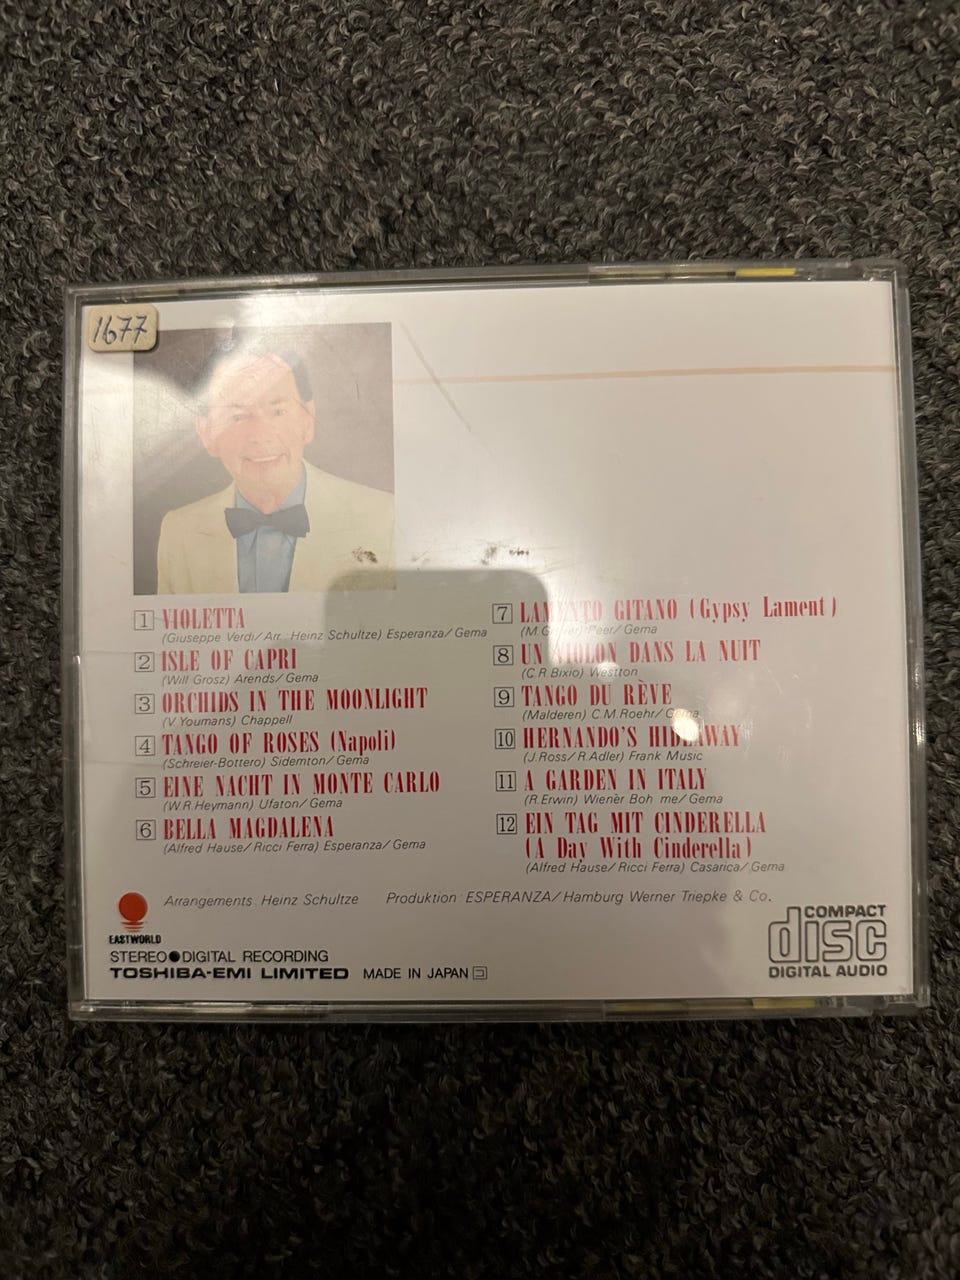 1677
1 VIOLETTA
(Giuseppe Verdi/Arr. Heinz Schultze) Esperanza/Gema
2 ISLE OF CAPRI
(Will Grosz) Arends/Gema
3 ORCHIDS IN THE MOONLIGHT
(V.Youmans) Chappell
4 TANGO OF ROSES (Napoli)
(Schreier-Bottero) Sidemton/Gema
5 EINE NACHT IN MONTE CARLO
(W.R.Heymann) Ufaton/Gema
6 BELLA MAGDALENA
(Alfred Hause/Ricci Ferra) Esperanza/Gema
7 LAMENTO GITANO (Gypsy Lament)
Peer/Gema
8 UN VIOLON DANS LA NUIT
(C.R.Bixio) Westton
9 TANGO DU RÊVE
(Malderen) C.M.Roehr/Gema
10 HERNANDO'S HIDEAWAY
(J.Ross/R.Adler) Frank Music
11 A GARDEN IN ITALY
(R.Erwin) Wiener Boh me/Gema
12 EIN TAG MIT CINDERELLA
(A Day With Cinderella)
(Alfred Hause/Ricci Ferra) Casarica/Gema
Arrangements: Heinz Schultze Produktion: ESPERANZA/Hamburg Werner Triepke & Co.
EASTWORLD
STEREO●DIGITAL RECORDING
TOSHIBA-EMI LIMITED MADE IN JAPAN コ
COMPACT
disc
DIGITAL AUDIO